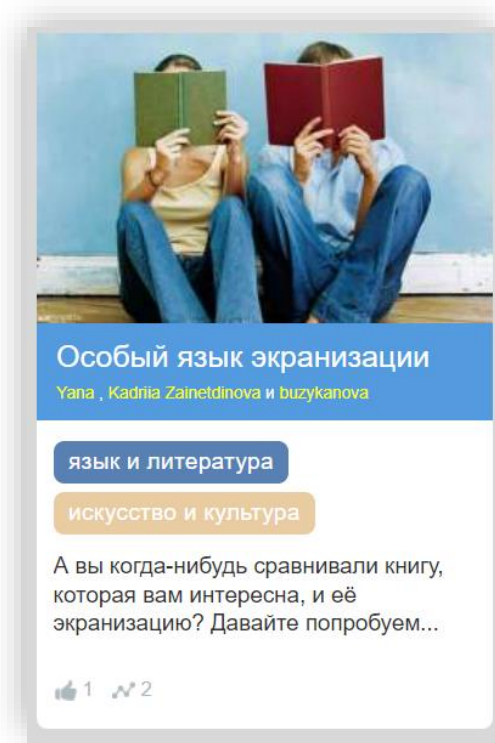 Особый язык экранизации
Yana , Kadriia Zainetdinova и buzykanova
язык и литература
искусство и культура
А вы когда-нибудь сравнивали книгу,
которая вам интересна, и её
экранизацию? Давайте попробуем...
1 2